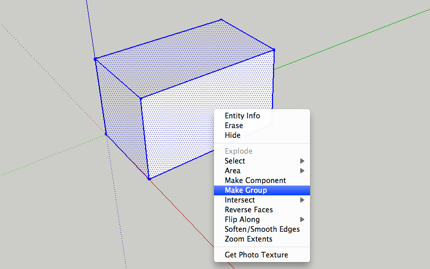 Entity Info
Erase
Hide
Explode
Select
Area
Make Component
Make Group
Intersect
Reverse Faces
Flip Along
Soften/Smooth Edges
Zoom Extents
Get Photo Texture